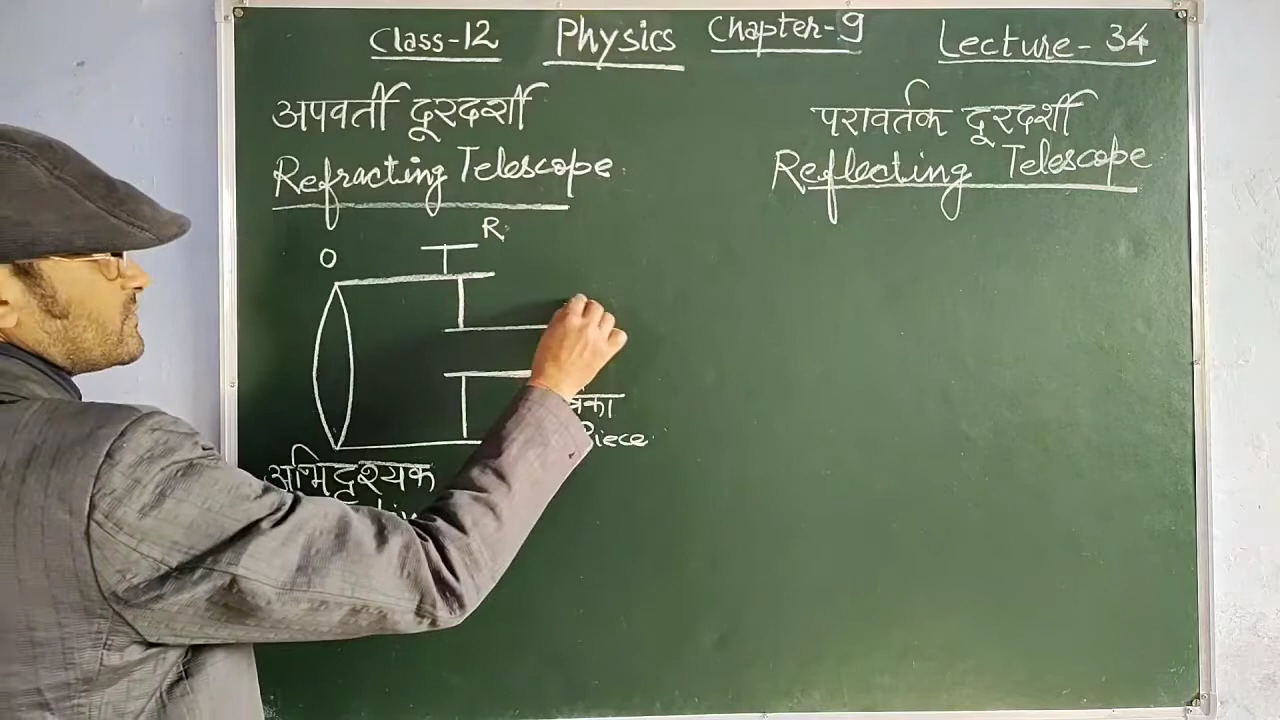 Class-12 Physics Chapter-9 Lecture-34
अपवर्ती दूरदर्शी
Refracting Telescope
परावर्तक दूरदर्शी
Reflecting Telescope
R
O
Piece
अभिदृश्यक